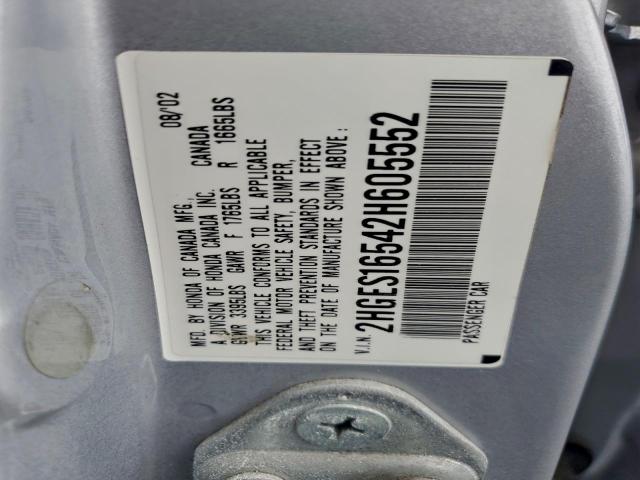 MFD. BY HONDA OF CANADA MFG., 08/'02
A DIVISION OF HONDA CANADA INC. CANADA
GVWR 3395LBS GAWR F 1765LBS R 1665LBS
THIS VEHICLE CONFORMS TO ALL APPLICABLE
FEDERAL MOTOR VEHICLE SAFETY, BUMPER,
AND THEFT PREVENTION STANDARDS IN EFFECT
ON THE DATE OF MANUFACTURE SHOWN ABOVE:
V.I.N. 2HGES16542H605552
PASSENGER CAR